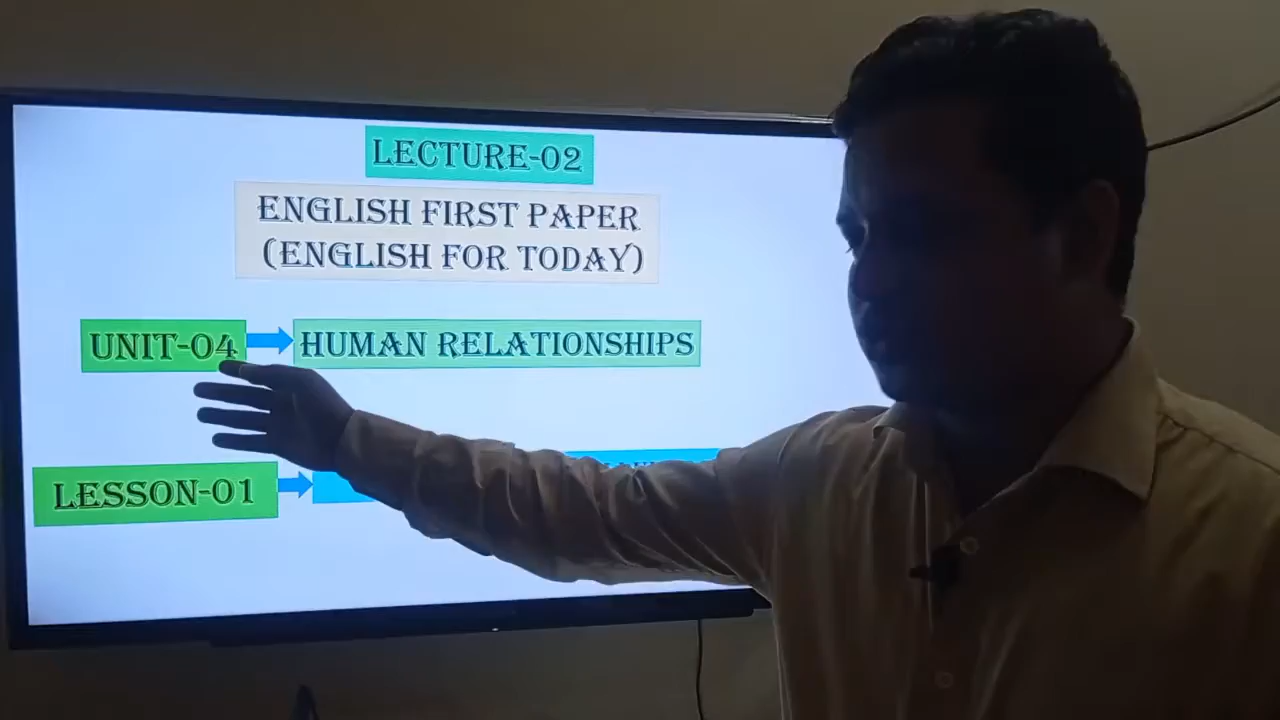 LECTURE-02
ENGLISH FIRST PAPER
(ENGLISH FOR TODAY)
UNIT-04 HUMAN RELATIONSHIPS
LESSON-01